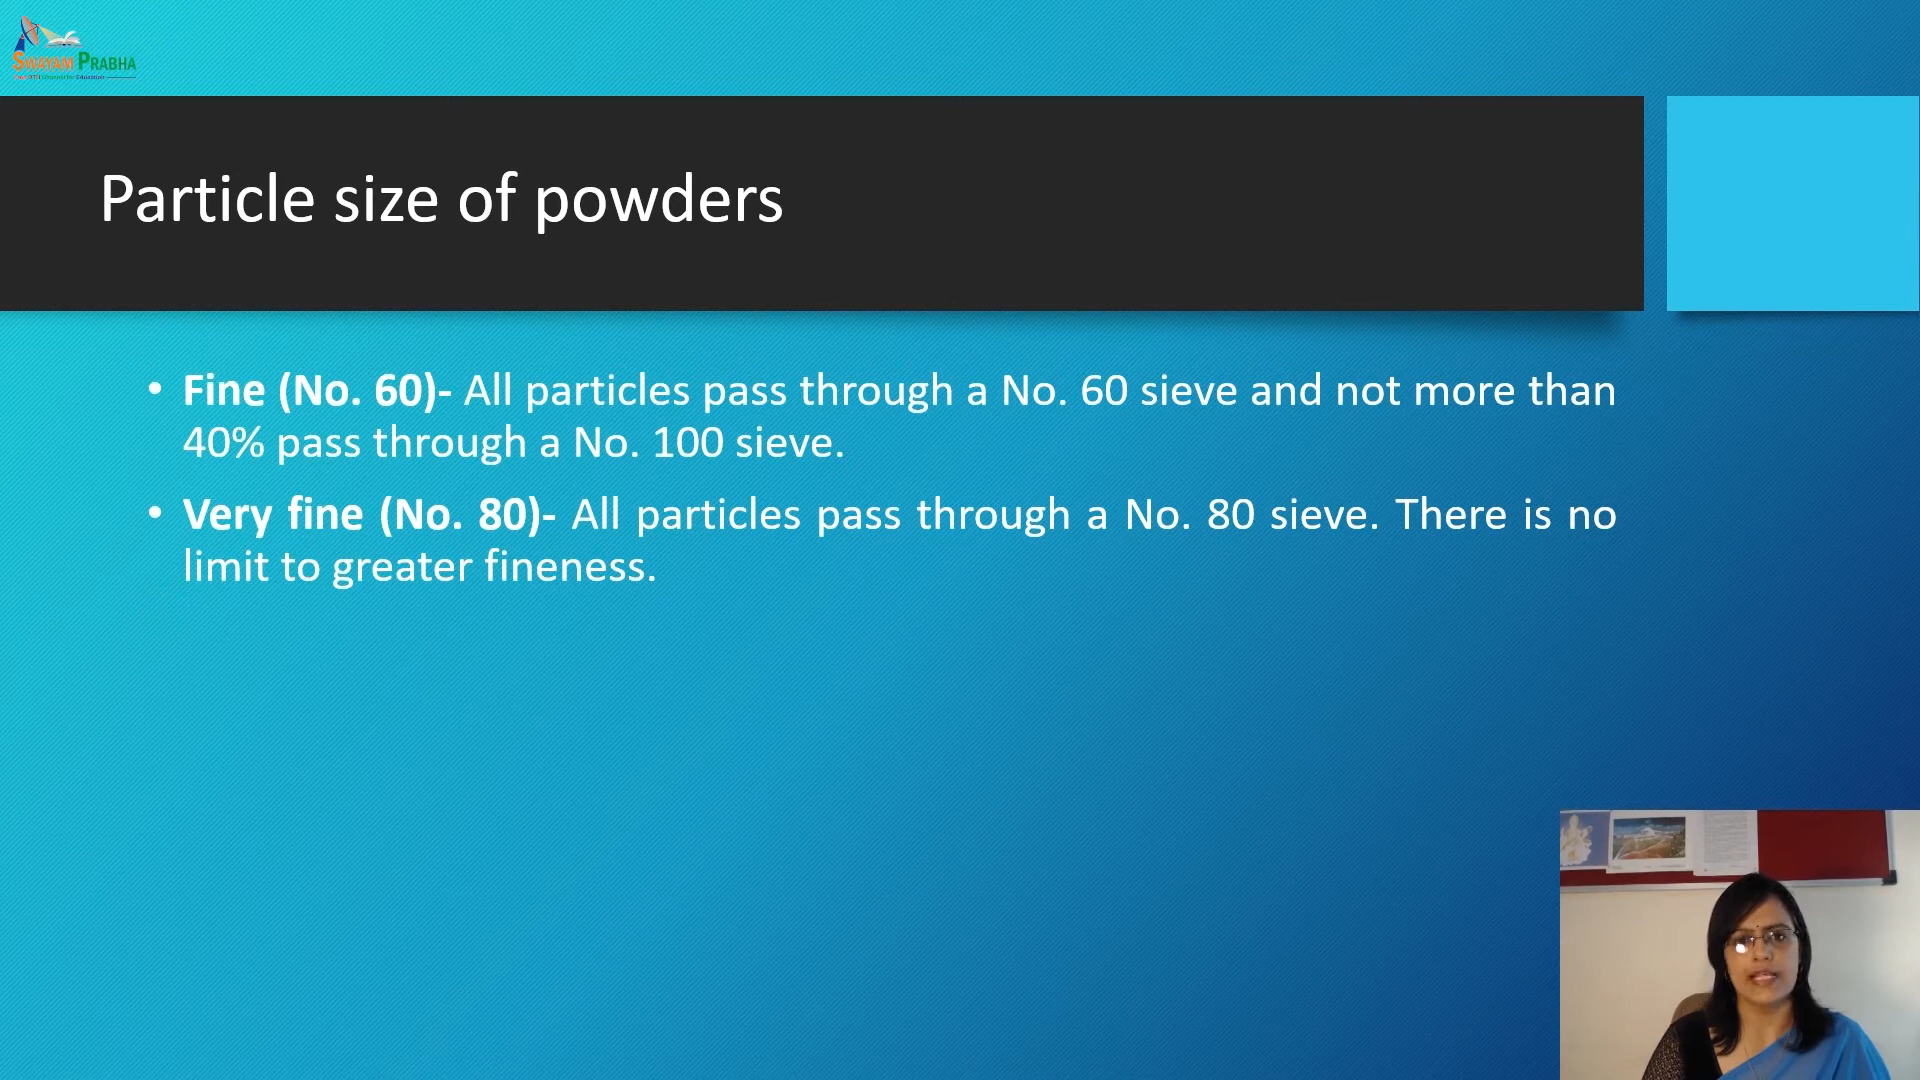 SWAYAM PRABHA
Particle size of powders
• Fine (No. 60)- All particles pass through a No. 60 sieve and not more than
40% pass through a No. 100 sieve.
• Very fine (No. 80)- All particles pass through a No. 80 sieve. There is no
limit to greater fineness.